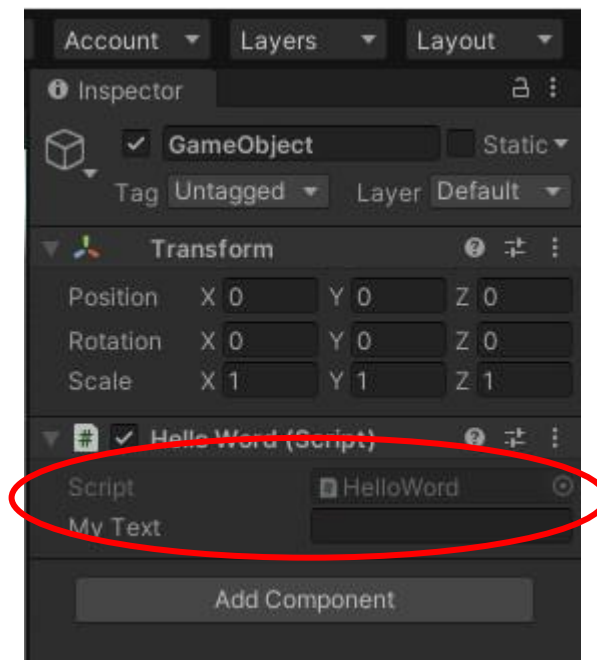 Account Layers Layout
Inspector
GameObject Static
Tag Untagged Layer Default
Transform
Position X 0 Y 0 Z 0
Rotation X 0 Y 0 Z 0
Scale X 1 Y 1 Z 1
# Hello Word (Script)
Script # HelloWord
My Text
Add Component